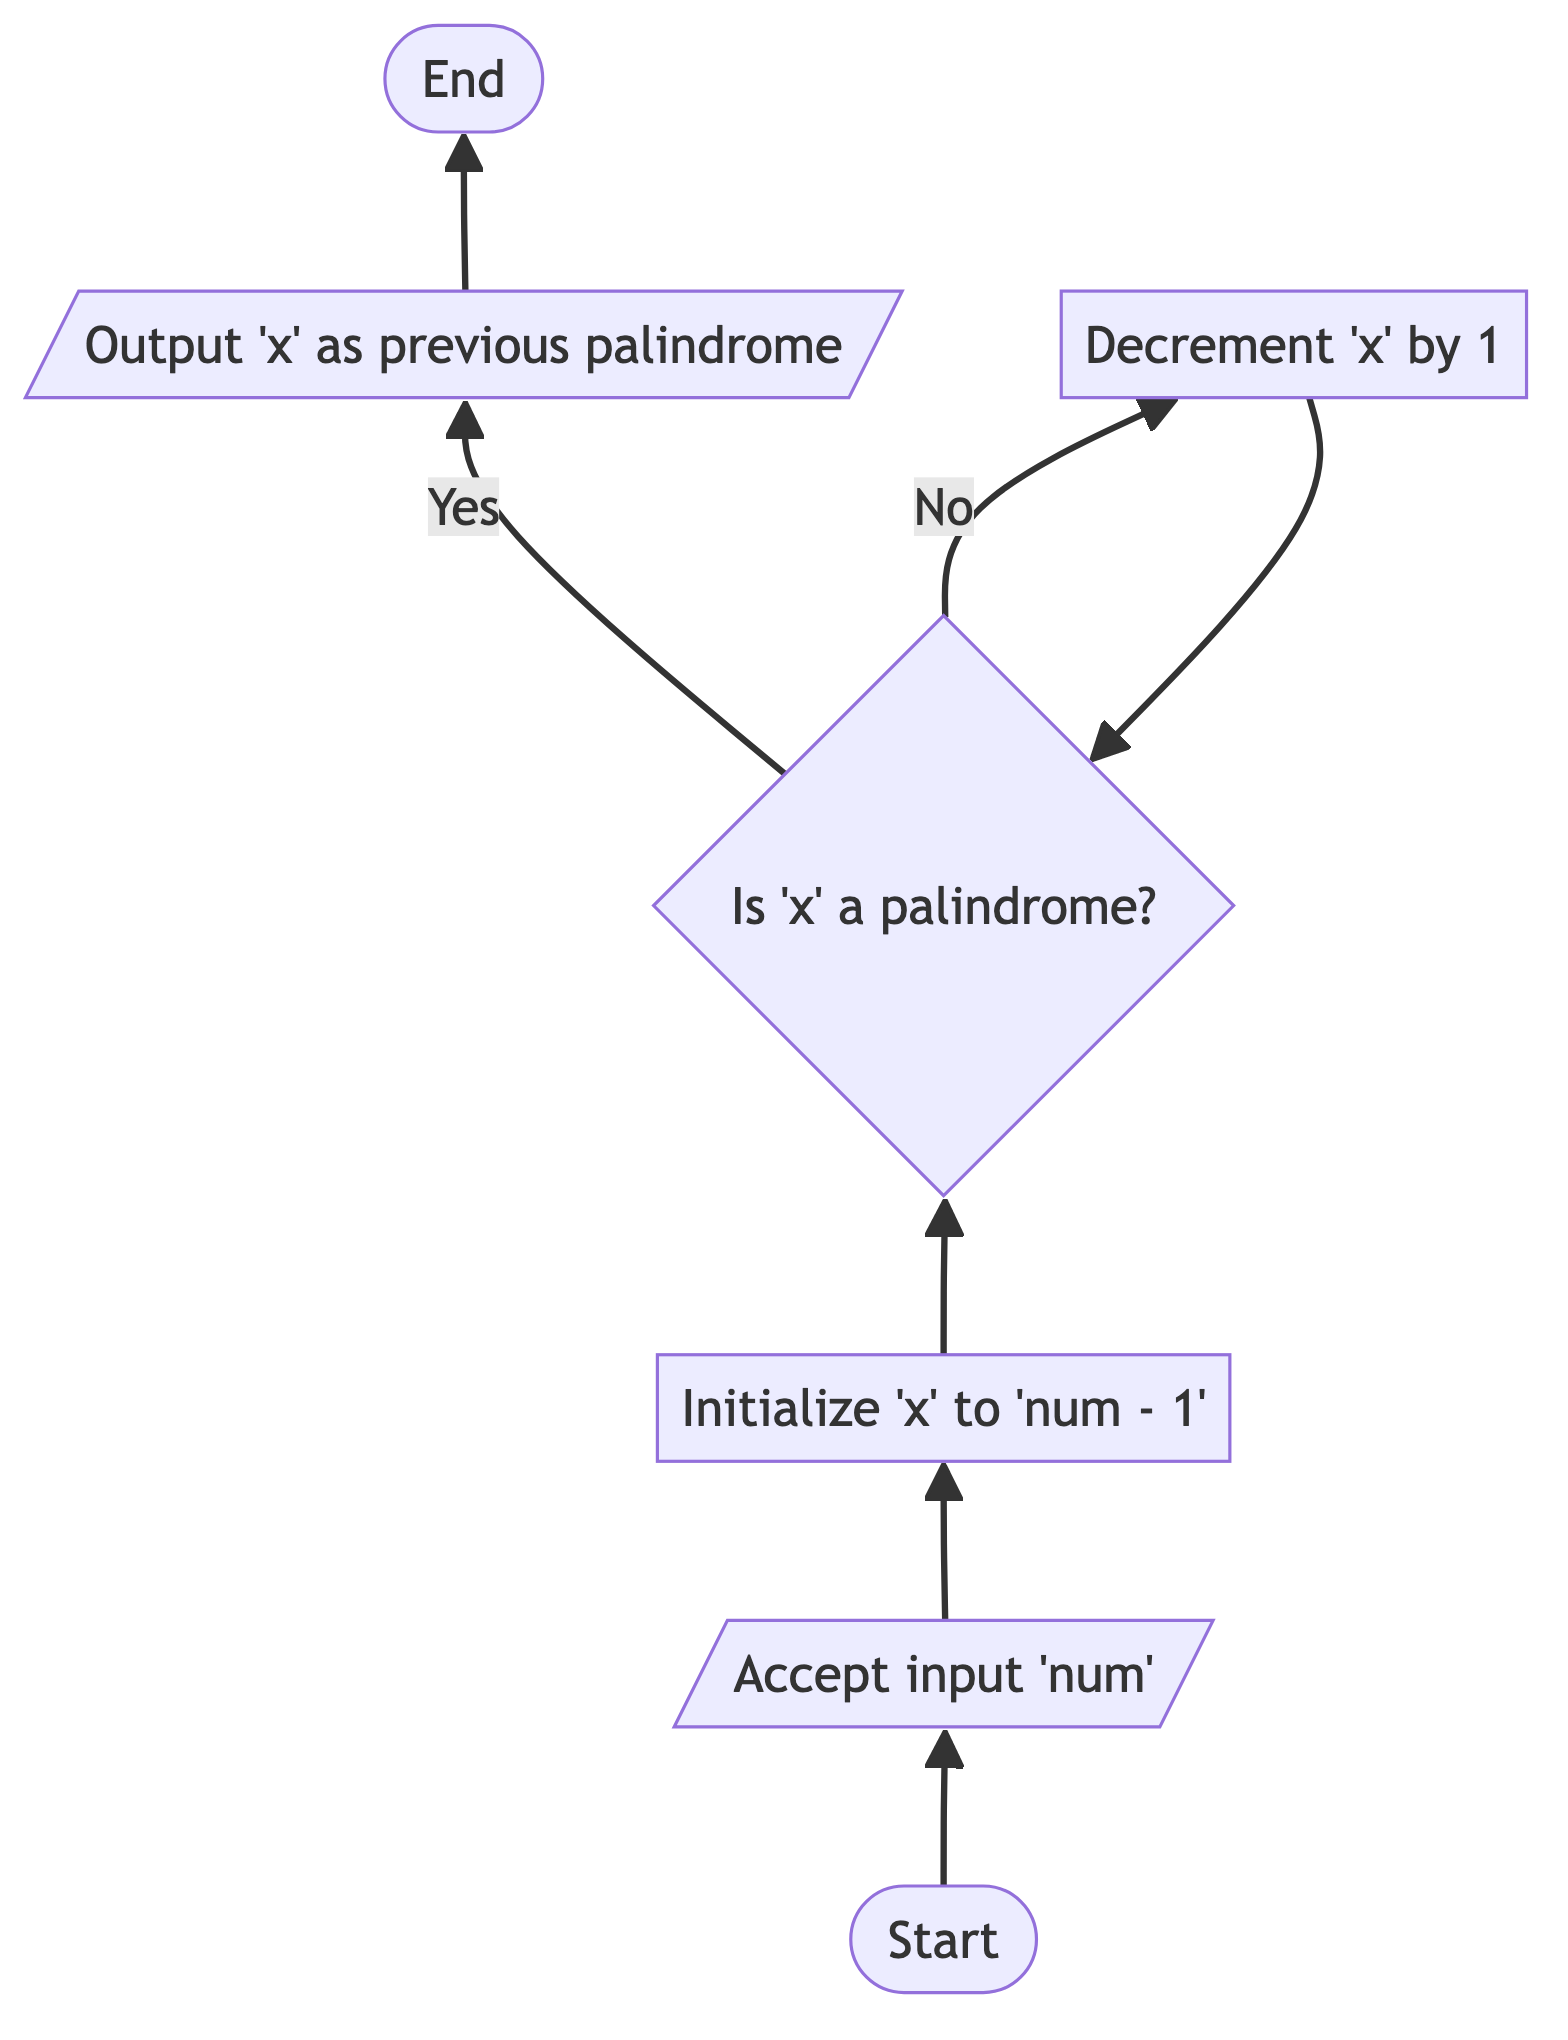 End
Output 'x' as previous palindrome
Decrement 'x' by 1
Yes
No
Is 'x' a palindrome?
Initialize 'x' to 'num - 1'
Accept input 'num'
Start